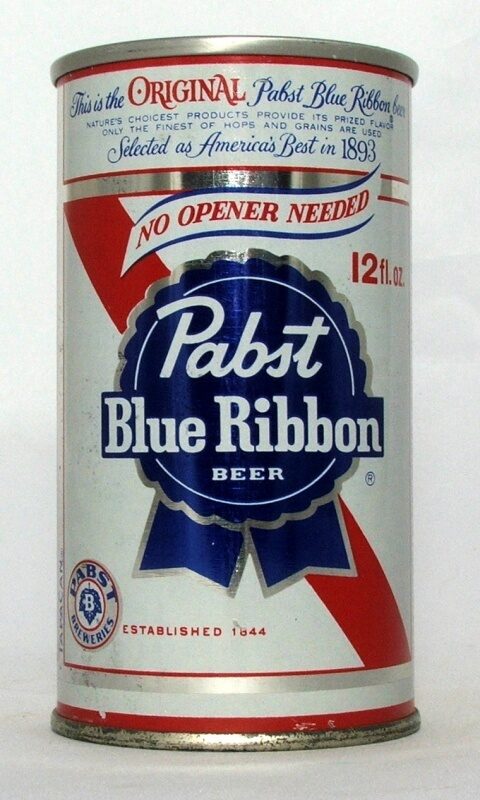 This is the ORIGINAL Pabst Blue Ribbon beer
NATURE'S CHOICEST PRODUCTS PROVIDE ITS PRIZED FLAVOR
ONLY THE FINEST OF HOPS AND GRAINS ARE USED
Selected as America's Best in 1893
NO OPENER NEEDED
12 fl. oz.
Pabst
Blue Ribbon
BEER
®
PABST
B
BREWERIES
ESTABLISHED 1844